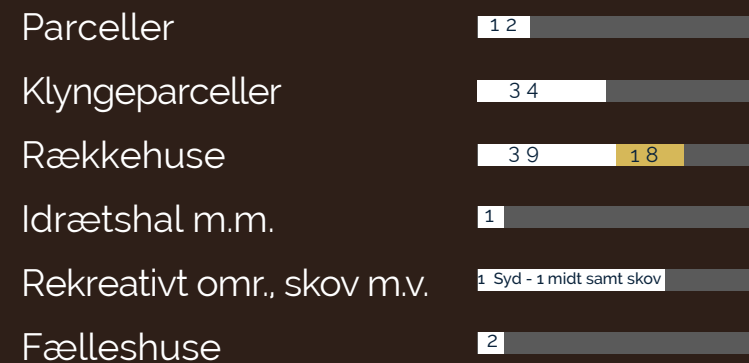 Parceller 12
Klyngeparceller 34
Rækkehuse 39 18
Idrætshal m.m. 1
Rekreativt omr., skov m.v. 1 Syd - 1 midt samt skov
Fælleshuse 2